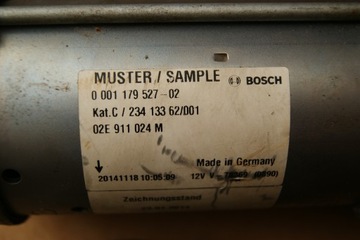 MUSTER / SAMPLE BOSCH
0 001 179 527-02
Kat.C / 234 133 62/001
02E 911 024 M
Made in Germany
20141118 10:05:09 12V
Zeichnungsstand